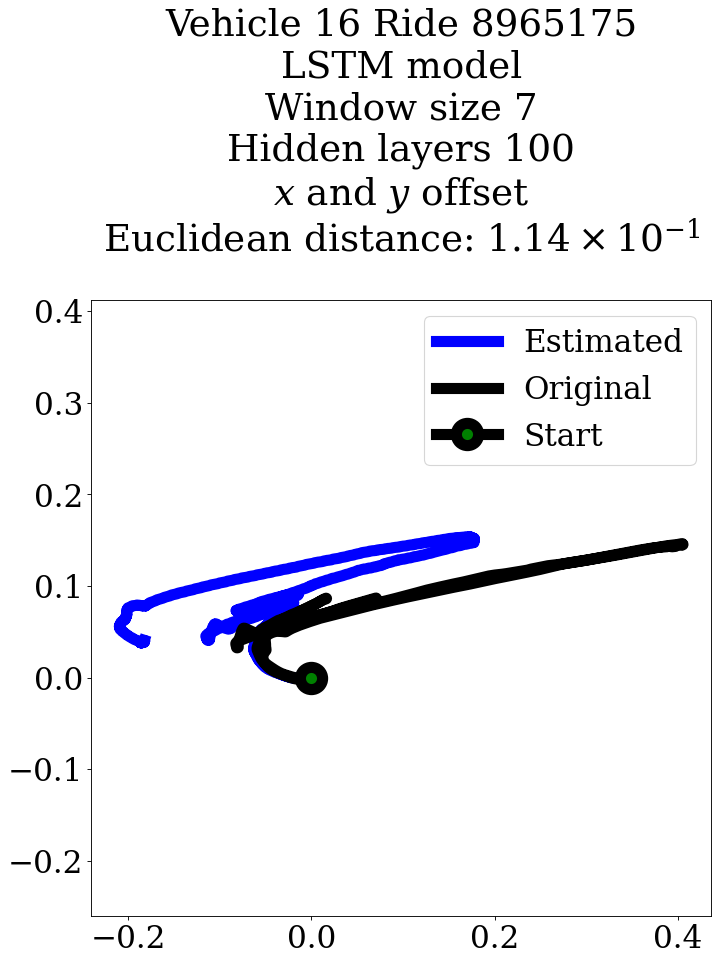 Vehicle 16 Ride 8965175
LSTM model
Window size 7
Hidden layers 100
x and y offset
Euclidean distance: 1.14 × 10⁻¹
Estimated
Original
Start
0.4
0.3
0.2
0.1
0.0
−0.1
−0.2
−0.2 0.0 0.2 0.4